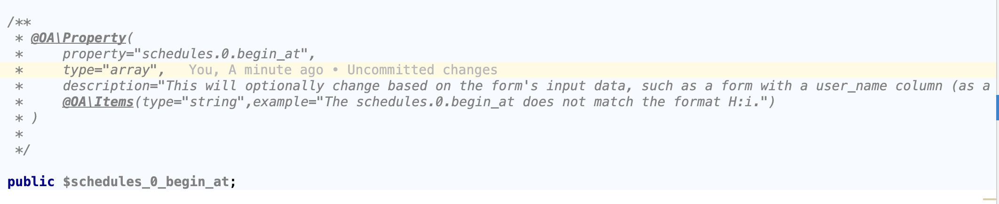 /**
 * @OA\Property(
 *     property="schedules.0.begin_at",
 *     type="array",   You, A minute ago • Uncommitted changes
 *     description="This will optionally change based on the form's input data, such as a form with a user_name column (as a
 *     @OA\Items(type="string",example="The schedules.0.begin_at does not match the format H:i.")
 * )
 *
 */
public $schedules_0_begin_at;